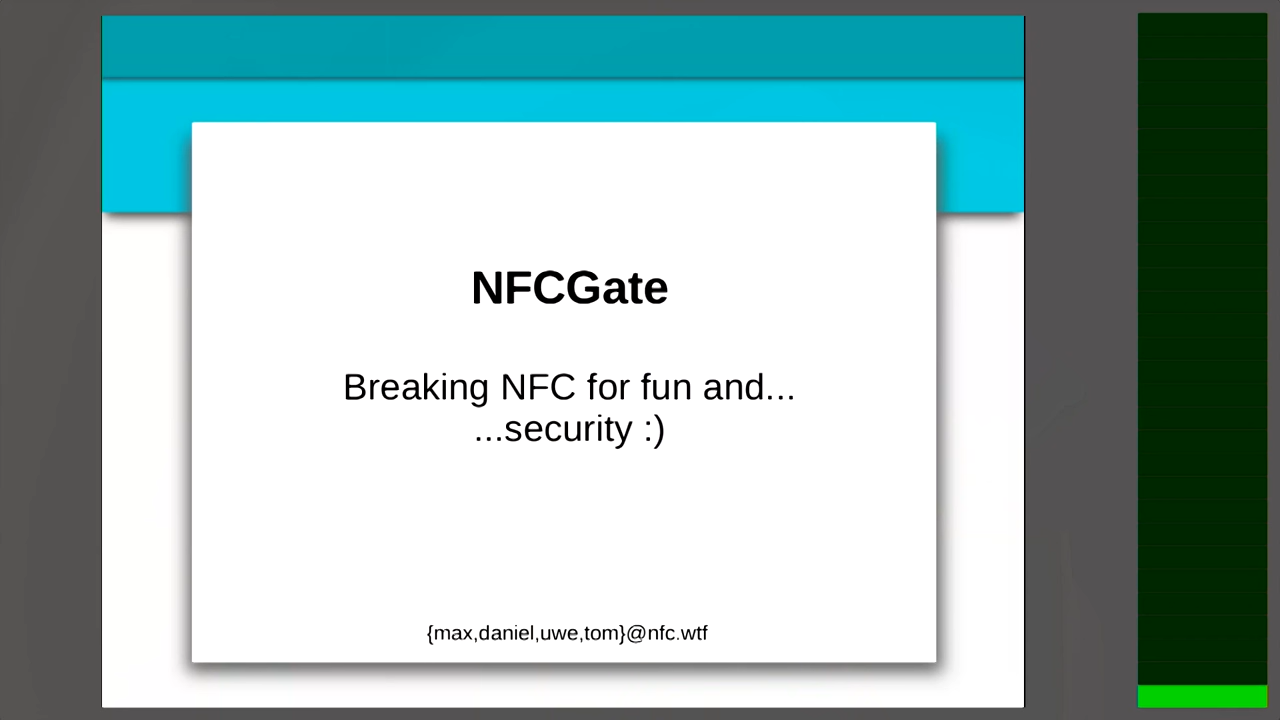 NFCGate
Breaking NFC for fun and...
...security :)
{max,daniel,uwe,tom}@nfc.wtf